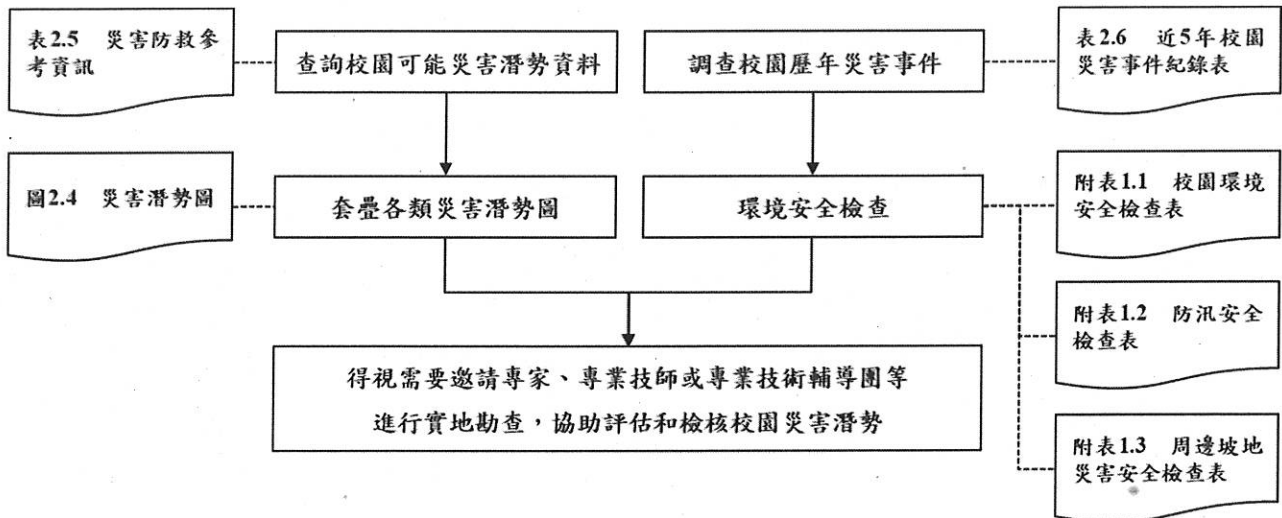 表2.5 災害防救參
考資訊
查詢校園可能災害潛勢資料
調查校園歷年災害事件
表2.6 近5年校園
災害事件紀錄表
圖2.4 災害潛勢圖
套疊各類災害潛勢圖
環境安全檢查
附表1.1 校園環境
安全檢查表
附表1.2 防汛安全
檢查表
得視需要邀請專家、專業技師或專業技術輔導團等
進行實地勘查,協助評估和檢核校園災害潛勢
附表1.3 周邊坡地
災害安全檢查表